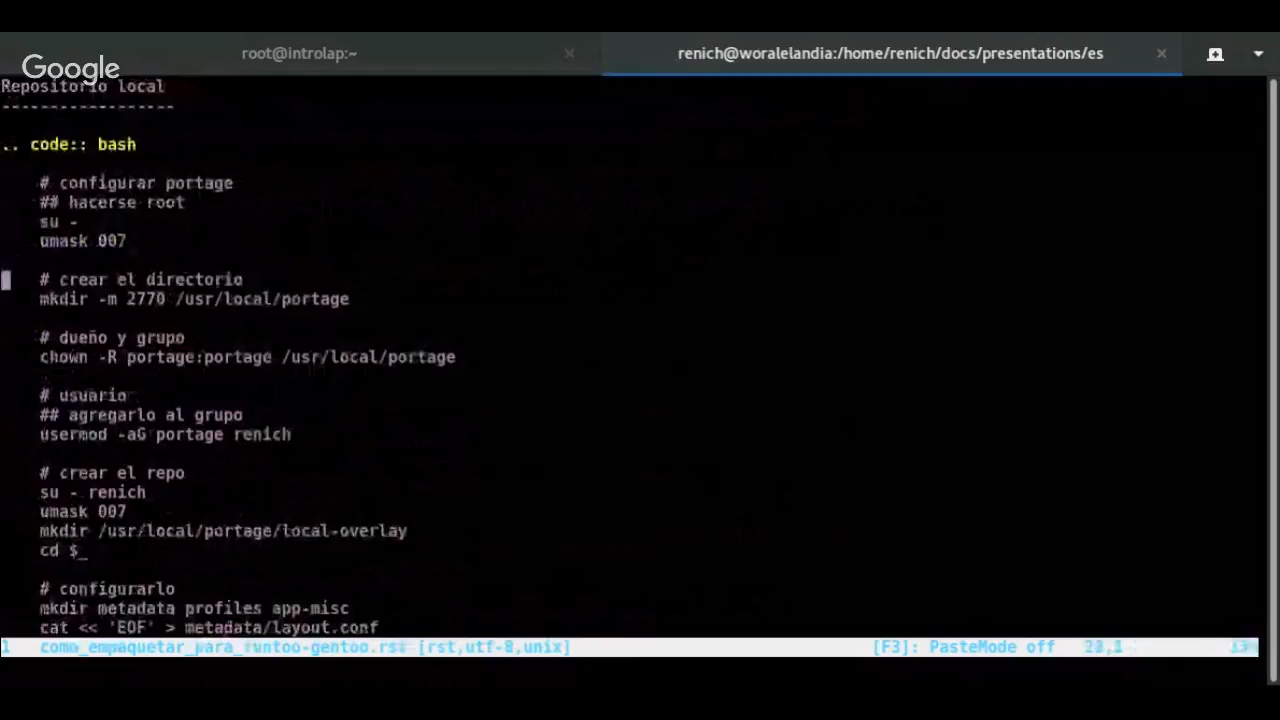 root@introlap:~
renich@woralelandia:/home/renich/docs/presentations/es
Google
Repositorio local
------------------
.. code:: bash
# configurar portage
## hacerse root
su -
umask 007
# crear el directorio
mkdir -m 2770 /usr/local/portage
# dueño y grupo
chown -R portage:portage /usr/local/portage
# usuario
## agregarlo al grupo
usermod -aG portage renich
# crear el repo
su - renich
umask 007
mkdir /usr/local/portage/local-overlay
cd $_
# configurarlo
mkdir metadata profiles app-misc
cat << 'EOF' > metadata/layout.conf
1 como_empaquetar_para_funtoo-gentoo.rst [rst,utf-8,unix] [F3]: PasteMode off